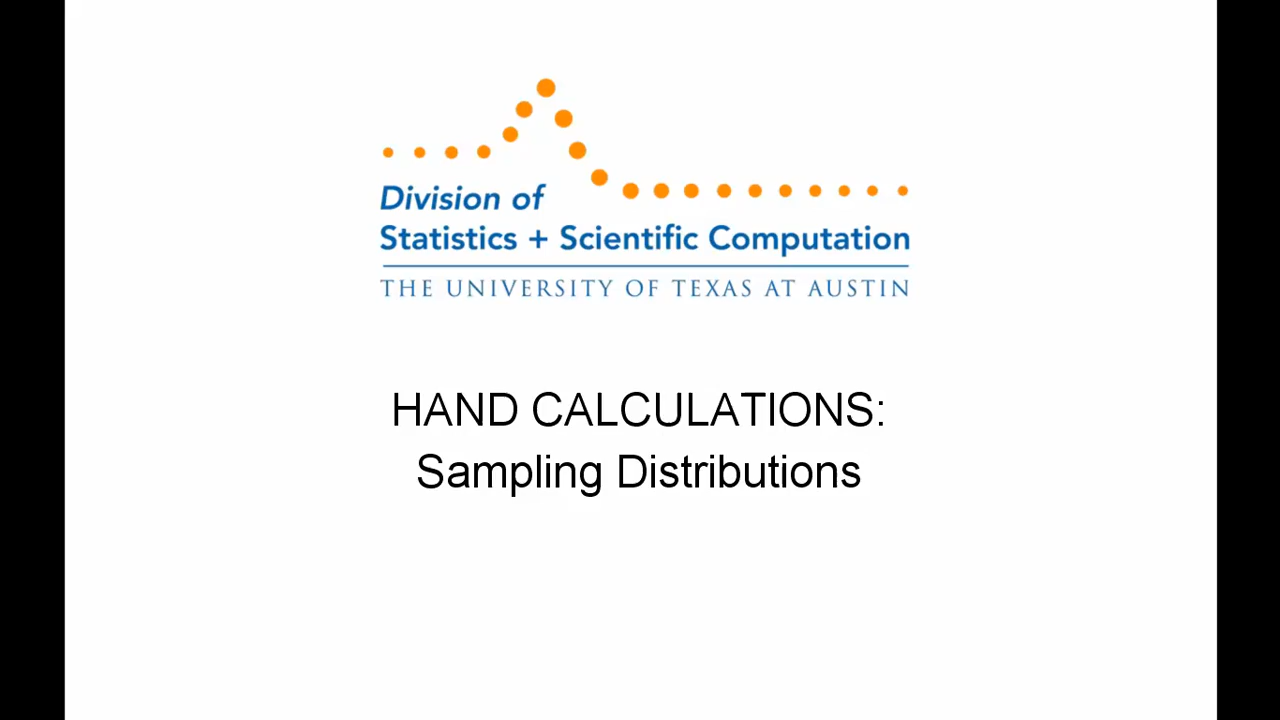 Division of
Statistics + Scientific Computation
THE UNIVERSITY OF TEXAS AT AUSTIN
HAND CALCULATIONS:
Sampling Distributions